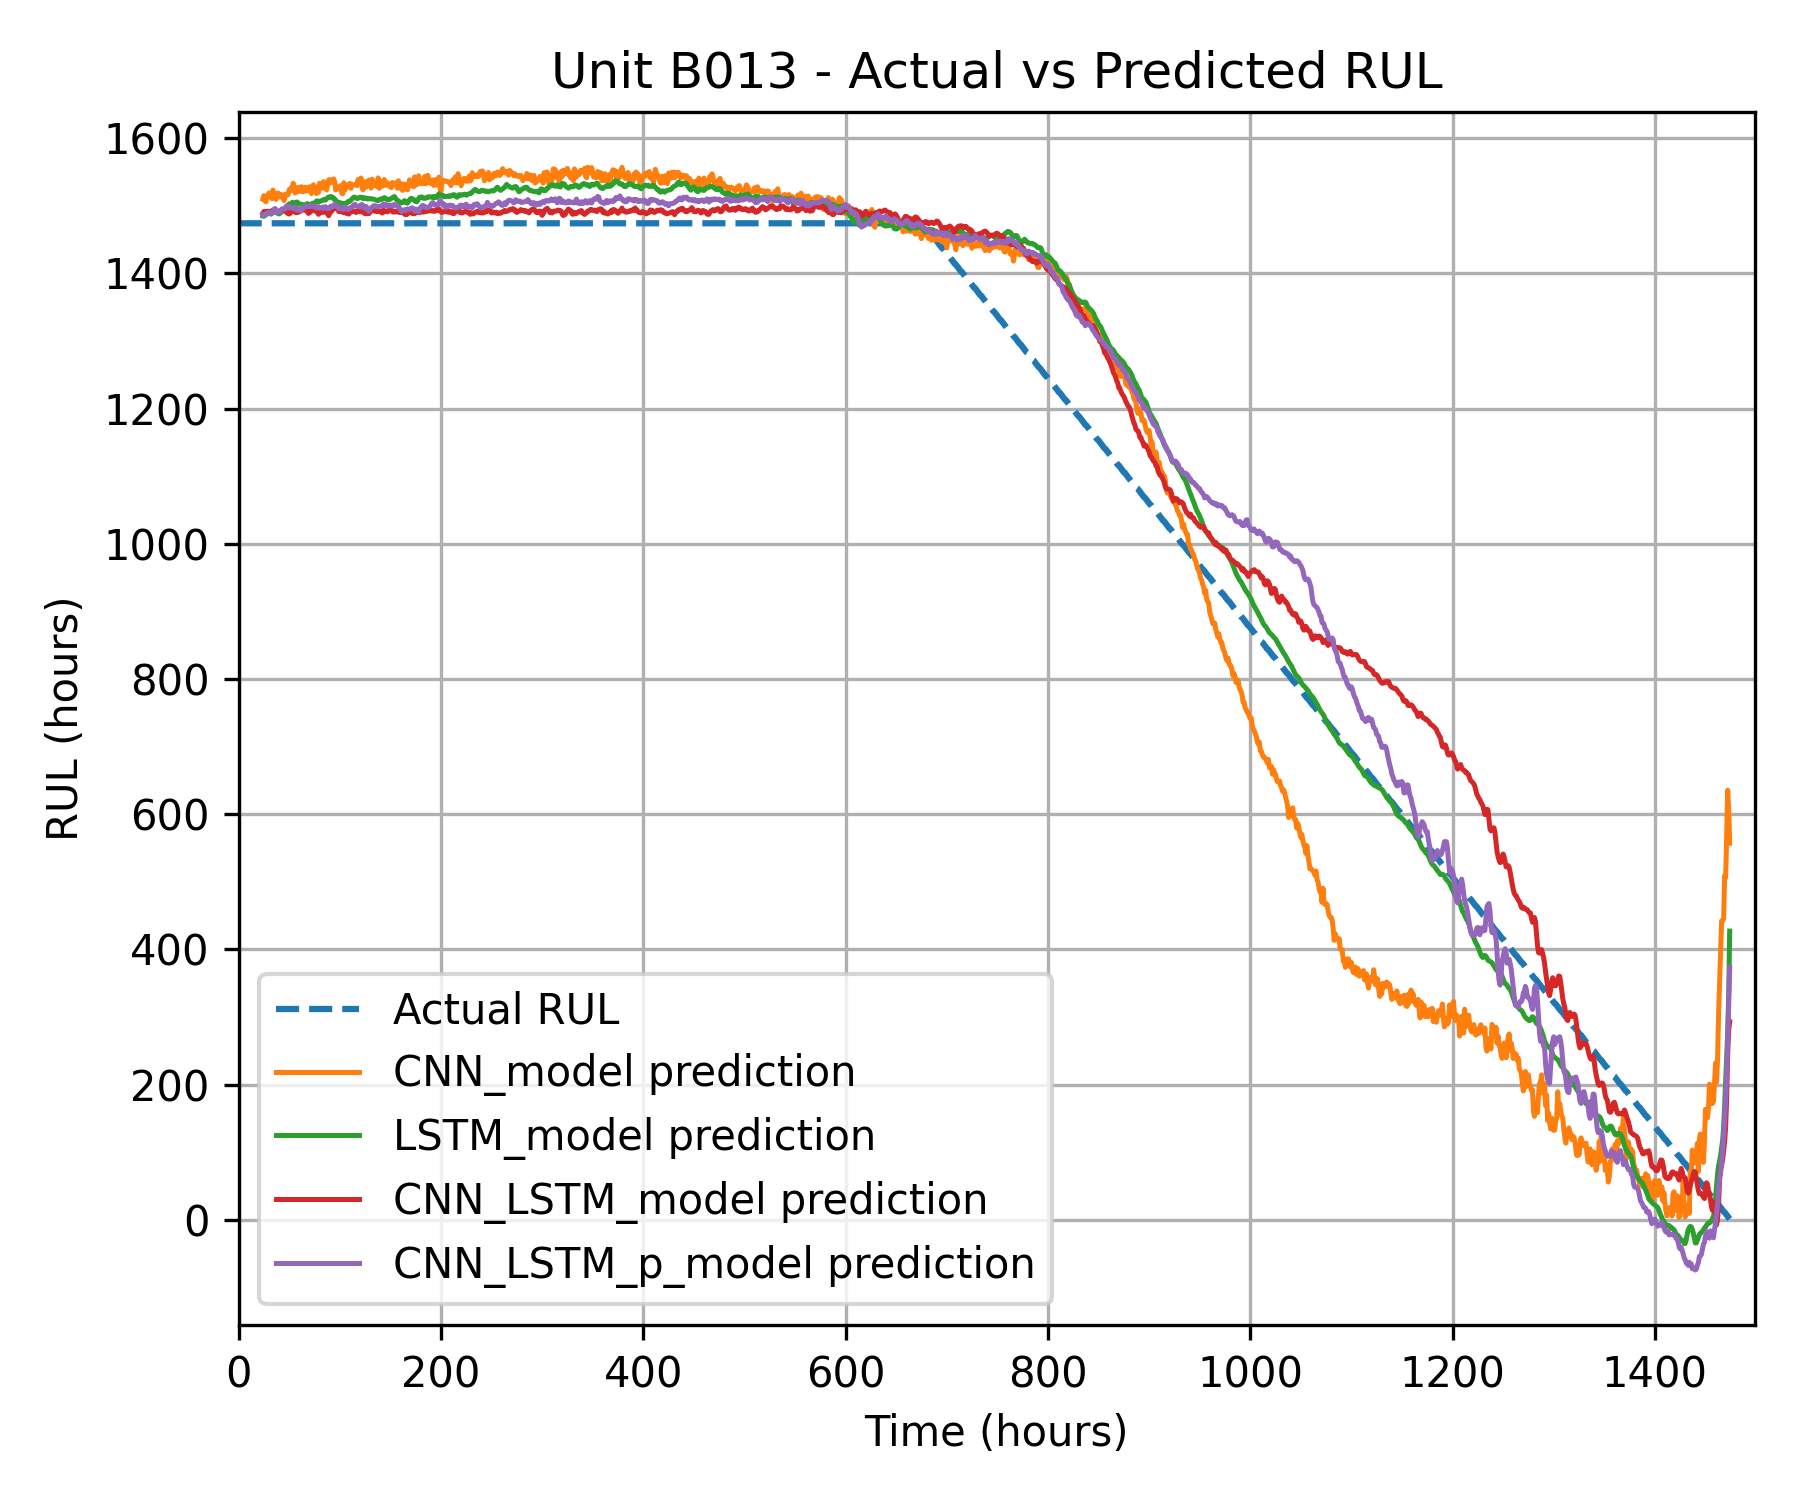 Unit B013 - Actual vs Predicted RUL
1600
1400
1200
1000
800
600
400
200
0
RUL (hours)
Actual RUL
CNN_model prediction
LSTM_model prediction
CNN_LSTM_model prediction
CNN_LSTM_p_model prediction
0 200 400 600 800 1000 1200 1400
Time (hours)